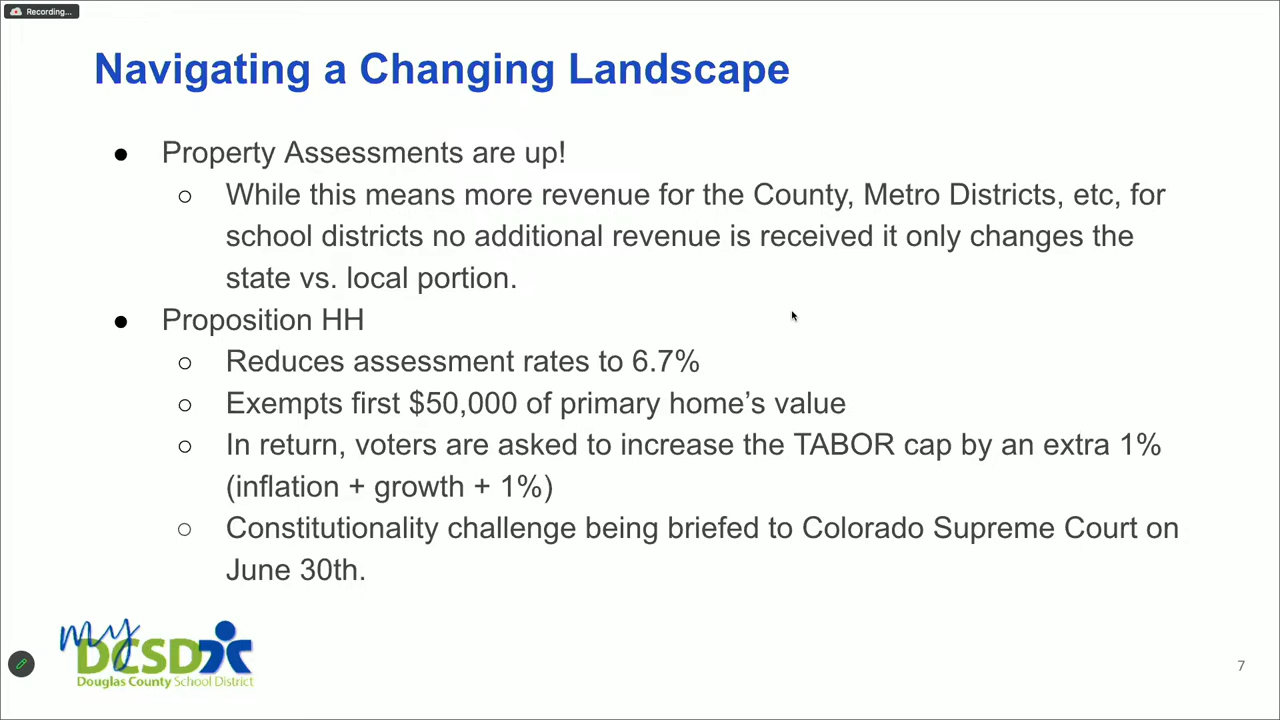 Recording...
Navigating a Changing Landscape
● Property Assessments are up!
○ While this means more revenue for the County, Metro Districts, etc, for
school districts no additional revenue is received it only changes the
state vs. local portion.
● Proposition HH
○ Reduces assessment rates to 6.7%
○ Exempts first $50,000 of primary home’s value
○ In return, voters are asked to increase the TABOR cap by an extra 1%
(inflation + growth + 1%)
○ Constitutionality challenge being briefed to Colorado Supreme Court on
June 30th.
my
DCSD
Douglas County School District
7